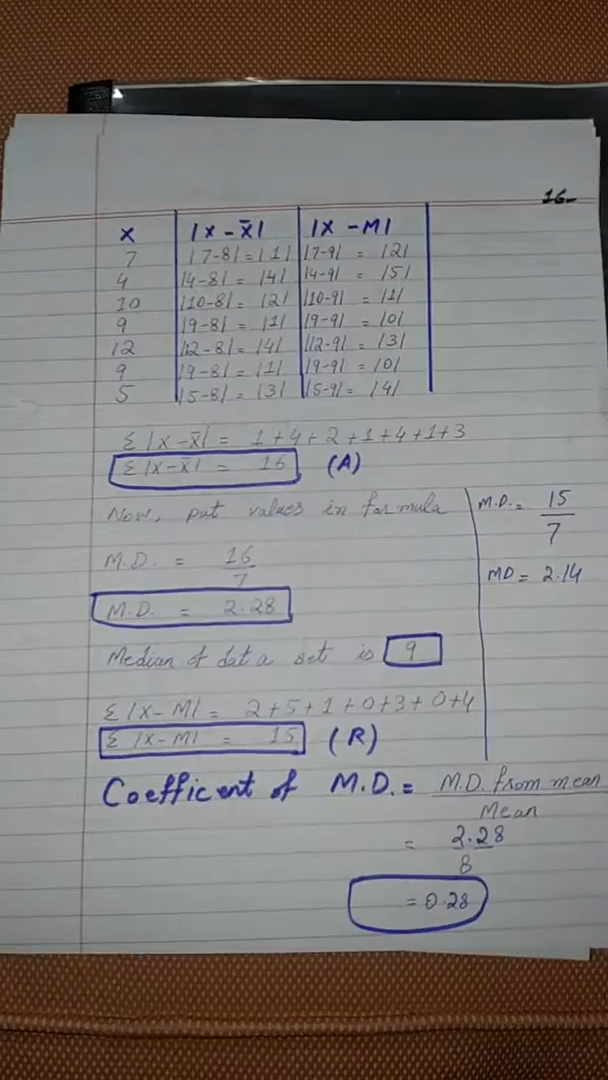 16
X |X-X̄| |X-M|
7 |7-8|=|1| |7-9| = |2|
4 |4-8|= |4| |4-9| = |5|
10 |10-8|= |2| |10-9| = |1|
9 |9-8|= |1| |9-9| = |0|
12 |12-8|= |4| |12-9| = |3|
9 |9-8|= |1| |9-9| = |0|
5 |5-8|= |3| |5-9|= |4|
Σ |X-X̄| = 1+4+2+1+4+1+3
Σ |X-X̄| = 16 (A)
Now, put values in formula
M.D. = 16
7
M.D. = 2.28
Median of data set is 9
Σ |X-M| = 2+5+1+0+3+0+4
Σ |X-M| = 15 (R)
M.D. = 15
7
MD = 2.14
Coefficient of M.D. = M.D. from mean
Mean
= 2.28
8
= 0.28